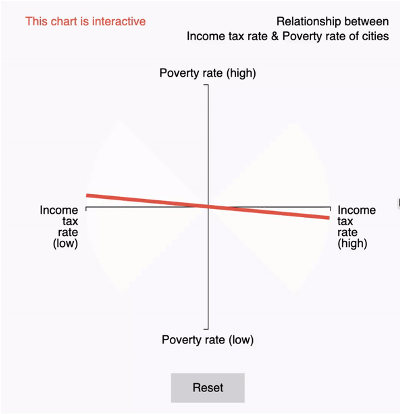 This chart is interactive
Relationship between
Income tax rate & Poverty rate of cities
Poverty rate (high)
Income
tax
rate
(low)
Income
tax
rate
(high)
Poverty rate (low)
Reset